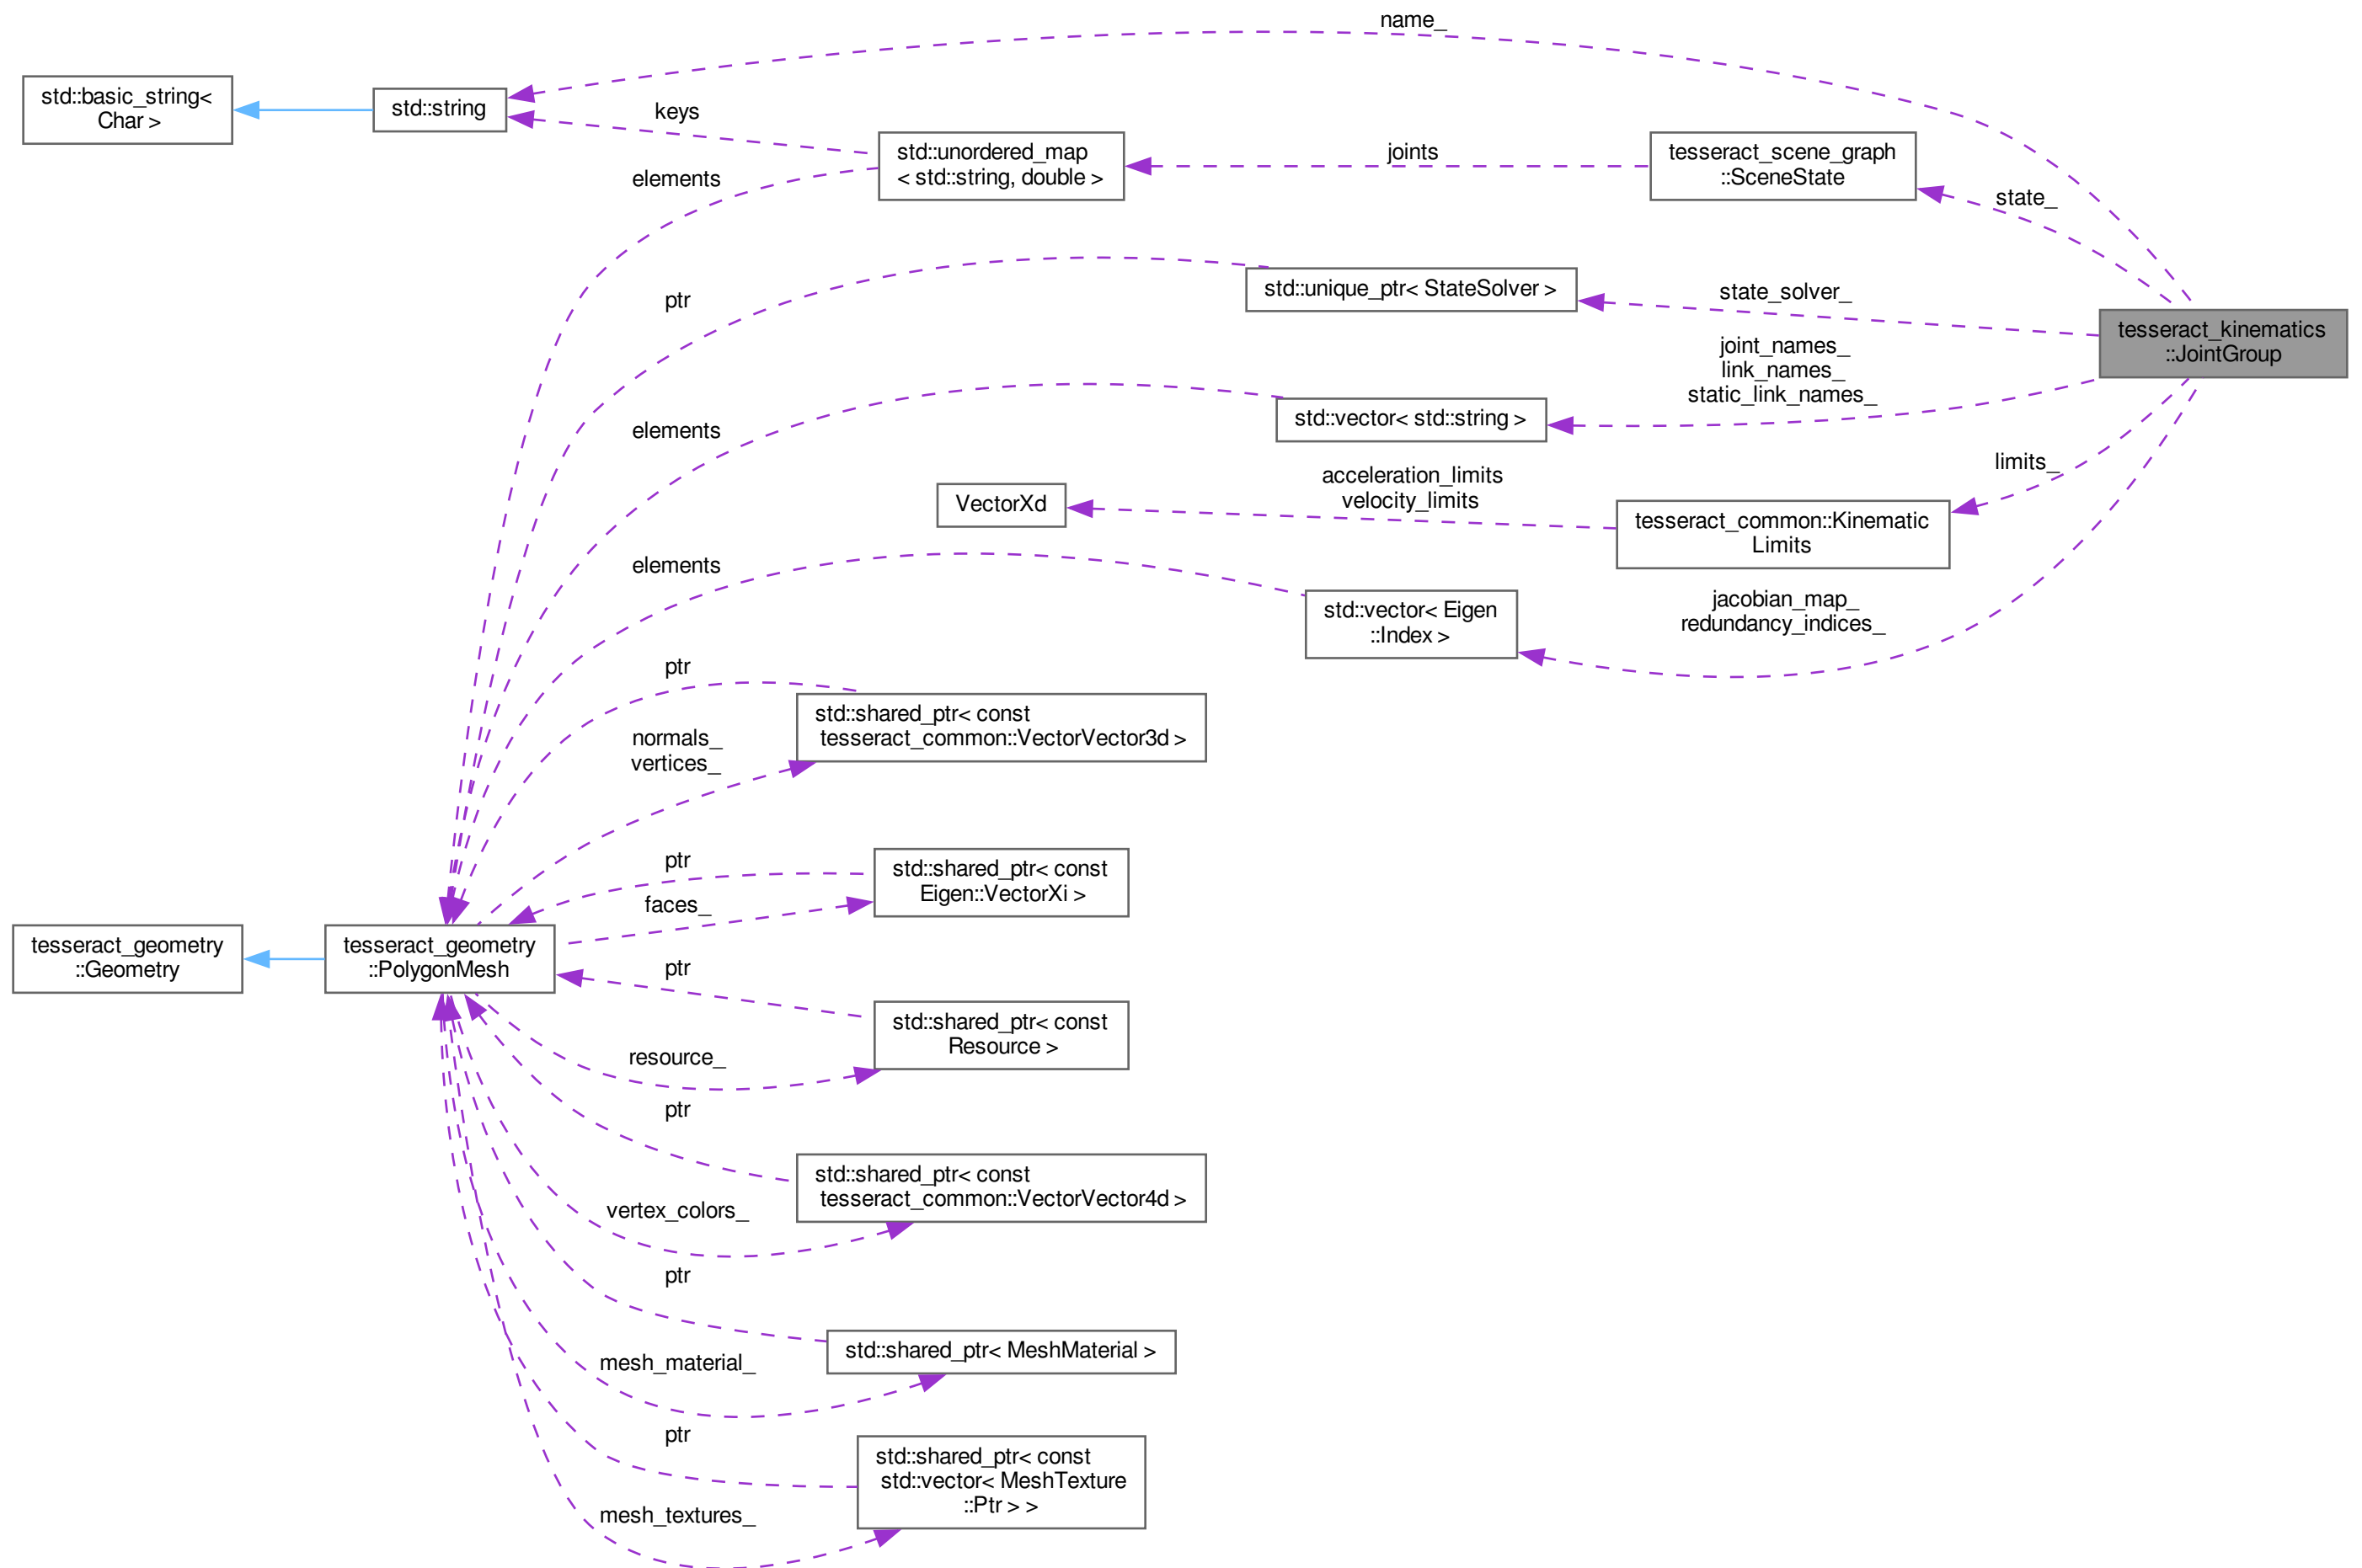 name_
std::basic_string<
Char >
std::string
keys
std::unordered_map
< std::string, double >
joints
tesseract_scene_graph
::SceneState
state_
elements
ptr
std::unique_ptr< StateSolver >
state_solver_
tesseract_kinematics
::JointGroup
joint_names_
link_names_
static_link_names_
elements
std::vector< std::string >
limits_
acceleration_limits
velocity_limits
VectorXd
tesseract_common::Kinematic
Limits
elements
std::vector< Eigen
::Index >
jacobian_map_
redundancy_indices_
ptr
std::shared_ptr< const
tesseract_common::VectorVector3d >
normals_
vertices_
ptr
std::shared_ptr< const
Eigen::VectorXi >
faces_
tesseract_geometry
::Geometry
tesseract_geometry
::PolygonMesh
ptr
std::shared_ptr< const
Resource >
resource_
ptr
std::shared_ptr< const
tesseract_common::VectorVector4d >
vertex_colors_
ptr
std::shared_ptr< MeshMaterial >
mesh_material_
ptr
std::shared_ptr< const
std::vector< MeshTexture
::Ptr > >
mesh_textures_